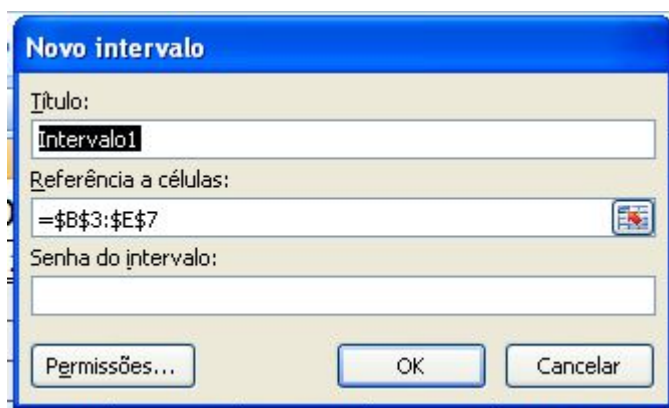 Novo intervalo
Título:
Intervalo1
Referência a células:
=$B$3:$E$7
Senha do intervalo:
Permissões...
OK
Cancelar